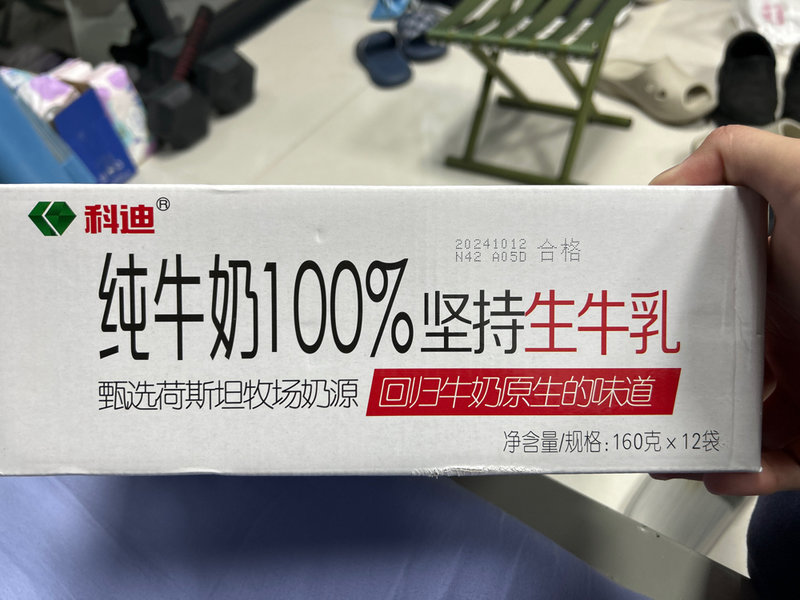 科迪®
20241012 合格
N42 A05D
纯牛奶100%坚持生牛乳
甄选荷斯坦牧场奶源 回归牛奶原生的味道
净含量/规格:160克×12袋